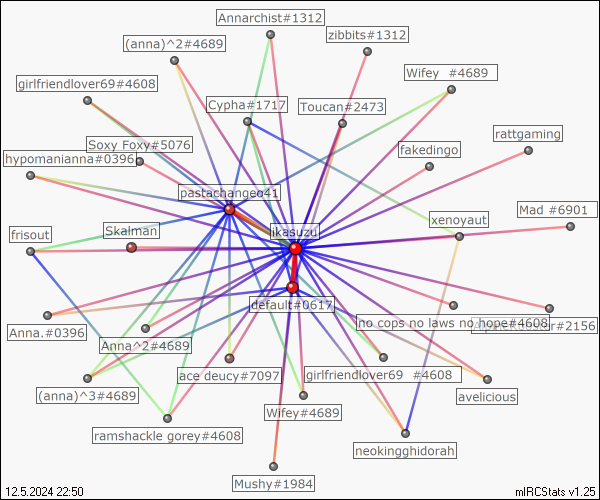 Annarchist#1312
zibbits#1312
(anna)^2#4689
Wifey #4689
girlfriendlover69#4608
Cypha#1717
Toucan#2473
rattgaming
Soxy Foxy#5076
fakedingo
hypomanianna#0396
pastachangeo41
Mad #6901
xenoyaut
ikasuzu
Skalman
frisout
default#0617
no cops no laws no hope#4608
#2156
Anna.#0396
Anna^2#4689
ace deucy#7097
girlfriendlover69 #4608
(anna)^3#4689
avelicious
Wifey#4689
ramshackle gorey#4608
neokingghidorah
Mushy#1984
12.5.2024 22:50
mIRCStats v1.25